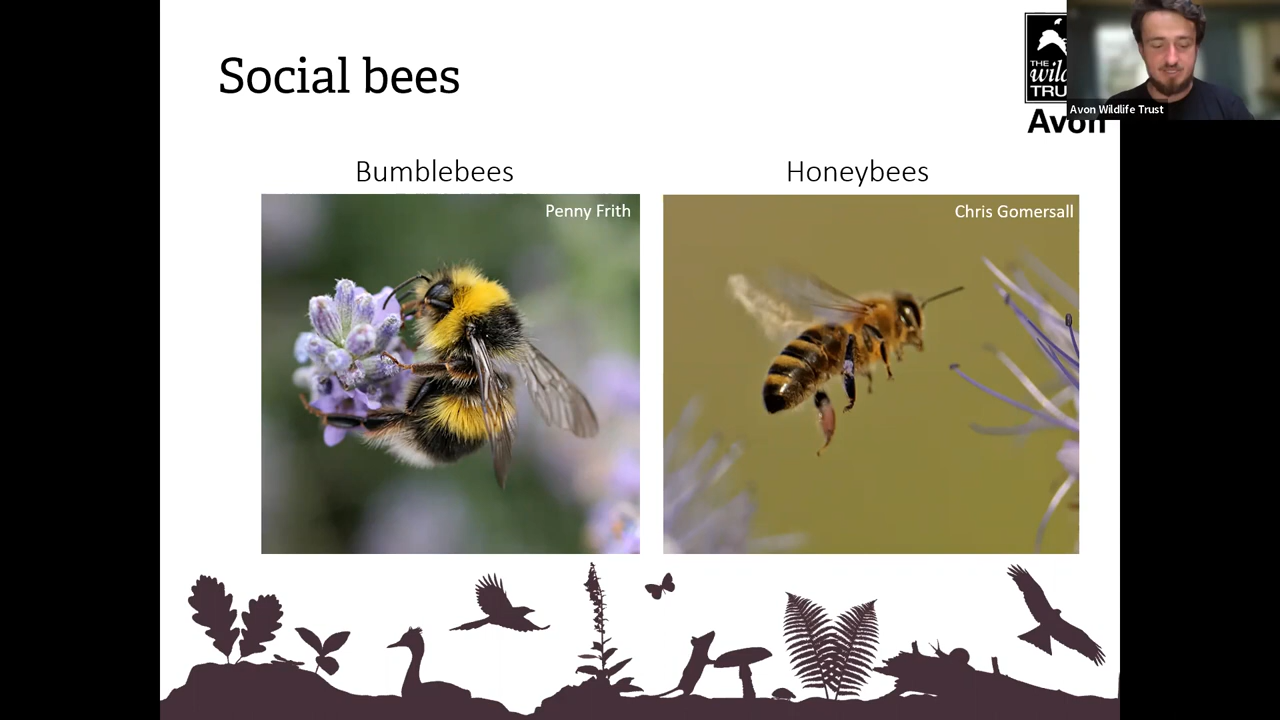 Social bees
THE
wild
TRU
Avon Wildlife Trust
Avon
Bumblebees
Honeybees
Penny Frith
Chris Gomersall